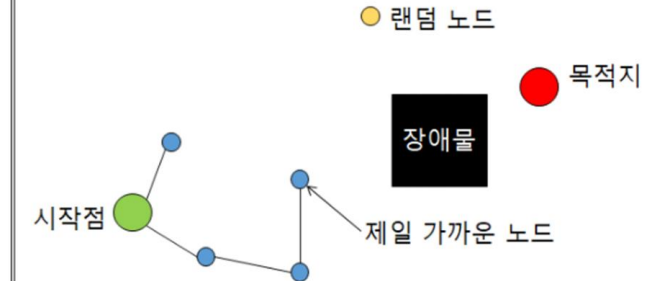 랜덤 노드
목적지
장애물
시작점
제일 가까운 노드